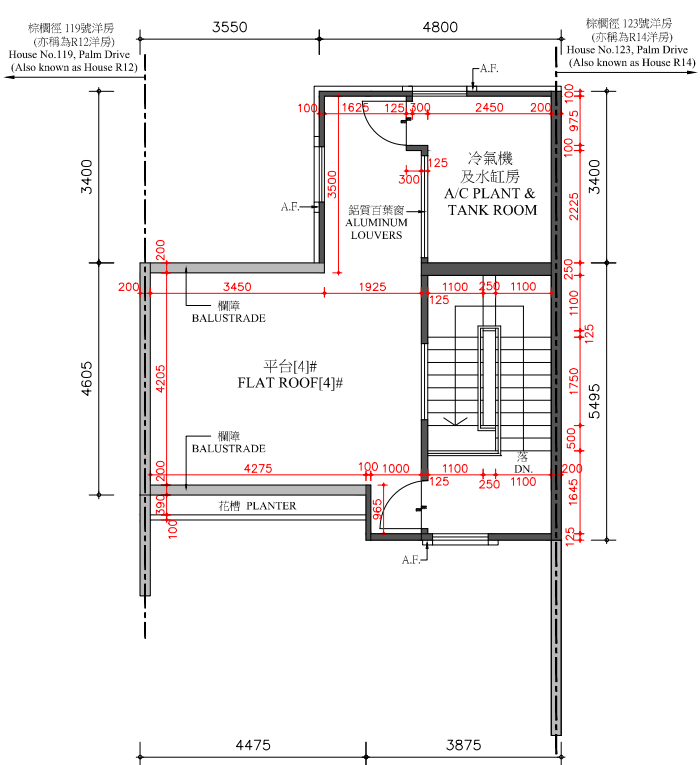 棕櫚徑 119號洋房
(亦稱為R12洋房)
House No.119, Palm Drive
(Also known as House R12)
3550
4800
棕櫚徑 123號洋房
(亦稱為R14洋房)
House No.123, Palm Drive
(Also known as House R14)
A.F.
100
1625
125
300
2450
200
100
975
100
3400
3500
125
300
冷氣機
及水缸房
A/C PLANT &
TANK ROOM
3400
2225
A.F.
鋁質百葉窗
ALUMINUM
LOUVERS
200
250
200
3450
1925
125
1100
250
1100
1100
欄障
BALUSTRADE
125
4605
4205
平台[4]#
FLAT ROOF[4]#
1750
5495
欄障
BALUSTRADE
500
落
DN.
200
4275
100
1000
125
1100
250
1100
200
1645
390
花槽 PLANTER
965
100
125
A.F.
4475
3875